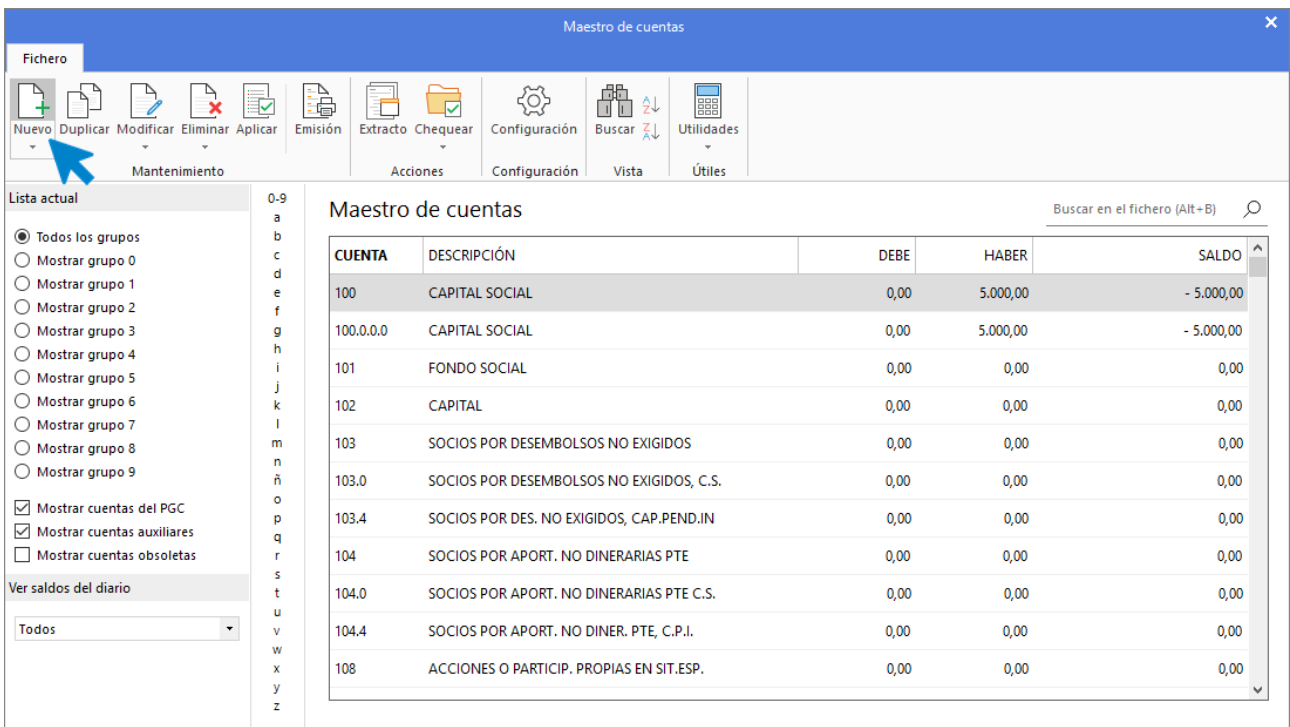 Maestro de cuentas
Fichero
Nuevo Duplicar Modificar Eliminar Aplicar Emisión Extracto Chequear Configuración Buscar Utilidades
Mantenimiento Acciones Configuración Vista Útiles
Lista actual
Todos los grupos
Mostrar grupo 0
Mostrar grupo 1
Mostrar grupo 2
Mostrar grupo 3
Mostrar grupo 4
Mostrar grupo 5
Mostrar grupo 6
Mostrar grupo 7
Mostrar grupo 8
Mostrar grupo 9
Mostrar cuentas del PGC
Mostrar cuentas auxiliares
Mostrar cuentas obsoletas
Ver saldos del diario
Todos
0-9
a
b
c
d
e
f
g
h
i
j
k
l
m
n
ñ
o
p
q
r
s
t
u
v
w
x
y
z
Maestro de cuentas
Buscar en el fichero (Alt+B)
CUENTA DESCRIPCIÓN DEBE HABER SALDO
100 CAPITAL SOCIAL 0,00 5.000,00 - 5.000,00
100.0.0.0 CAPITAL SOCIAL 0,00 5.000,00 - 5.000,00
101 FONDO SOCIAL 0,00 0,00 0,00
102 CAPITAL 0,00 0,00 0,00
103 SOCIOS POR DESEMBOLSOS NO EXIGIDOS 0,00 0,00 0,00
103.0 SOCIOS POR DESEMBOLSOS NO EXIGIDOS, C.S. 0,00 0,00 0,00
103.4 SOCIOS POR DES. NO EXIGIDOS, CAP.PEND.IN 0,00 0,00 0,00
104 SOCIOS POR APORT. NO DINERARIAS PTE 0,00 0,00 0,00
104.0 SOCIOS POR APORT. NO DINERARIAS PTE C.S. 0,00 0,00 0,00
104.4 SOCIOS POR APORT. NO DINER. PTE, C.P.I. 0,00 0,00 0,00
108 ACCIONES O PARTICIP. PROPIAS EN SIT.ESP. 0,00 0,00 0,00